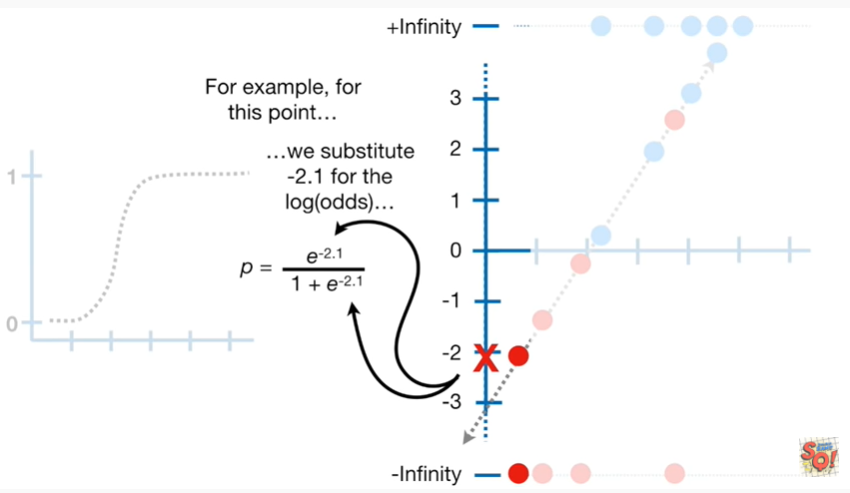 +Infinity
For example, for
this point…
…we substitute
-2.1 for the
log(odds)…
p = e^-2.1 / 1 + e^-2.1
1
0
3
2
1
0
-1
-2
X
-3
-Infinity
SQ!